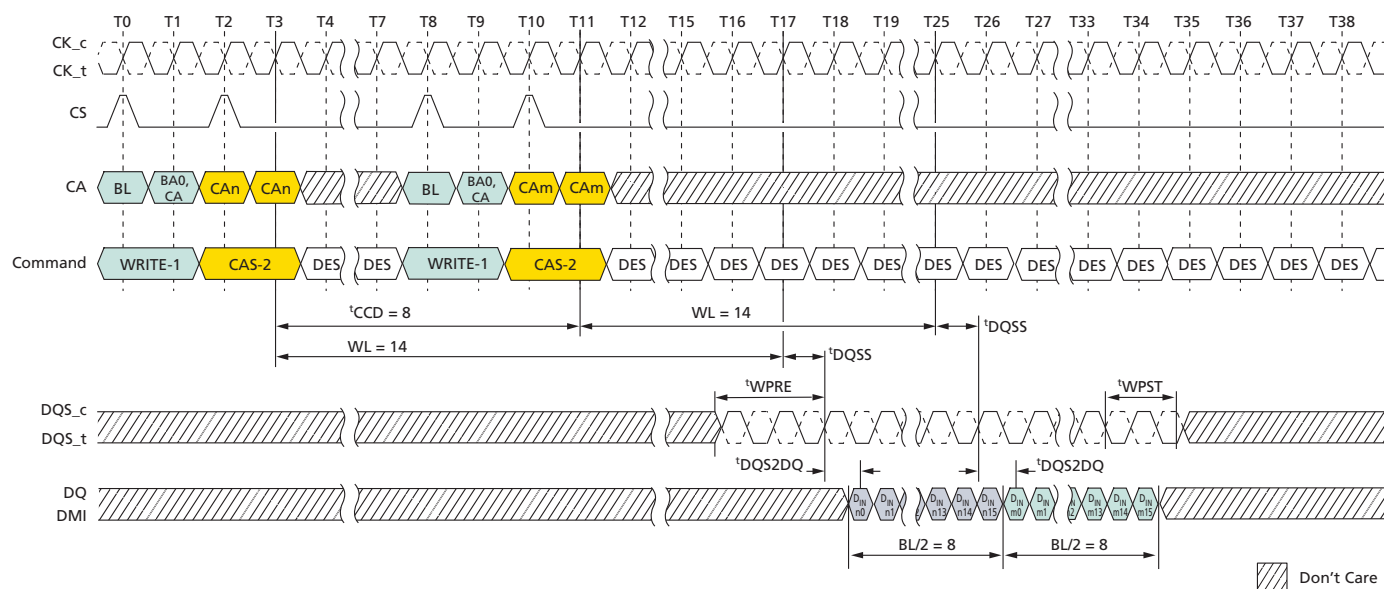 T0 T1 T2 T3 T4 T7 T8 T9 T10 T11 T12 T15 T16 T17 T18 T19 T25 T26 T27 T33 T34 T35 T36 T37 T38
CK_c
CK_t
CS
CA BL BA0, CA CAn CAn BL BA0, CA CAm CAm
Command WRITE-1 CAS-2 DES DES WRITE-1 CAS-2 DES DES DES DES DES DES DES DES DES DES DES DES DES DES DES
tCCD = 8 WL = 14 tDQSS
WL = 14 tDQSS
tWPRE tWPST
DQS_c
DQS_t
tDQS2DQ tDQS2DQ
DQ
DMI
DIN n0 DIN n1 DIN n13 DIN n14 DIN n15 DIN m0 DIN m1 DIN m13 DIN m14 DIN m15
BL/2 = 8 BL/2 = 8
Don't Care